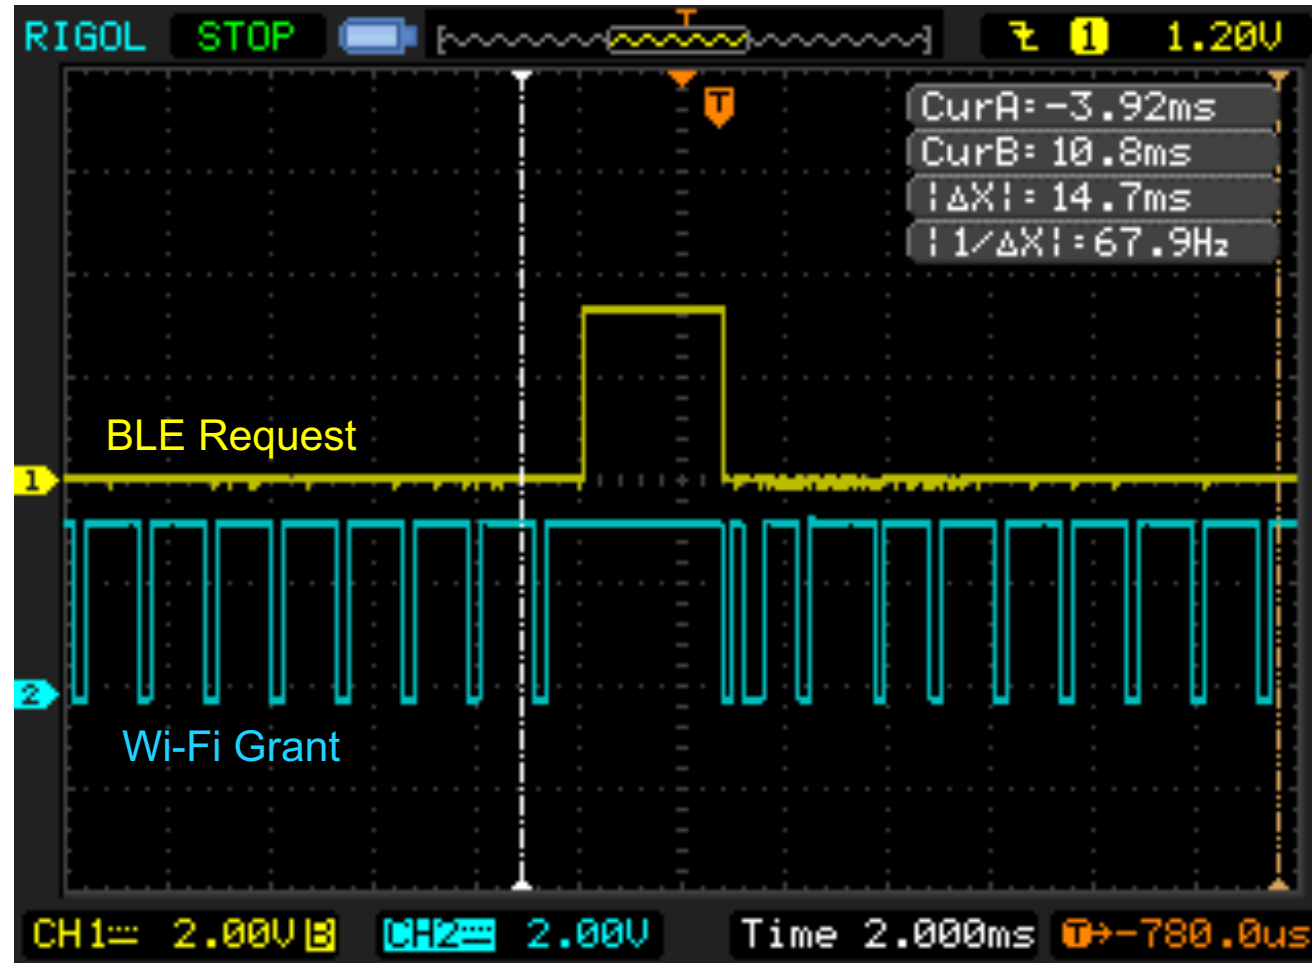 RIGOL STOP T 1 1.20V
T
CurA=-3.92ms
CurB= 10.8ms
|ΔX|= 14.7ms
| 1/ΔX|=67.9Hz
BLE Request
1
2
Wi-Fi Grant
CH1 2.00V B CH2 2.00V Time 2.000ms T→-780.0us